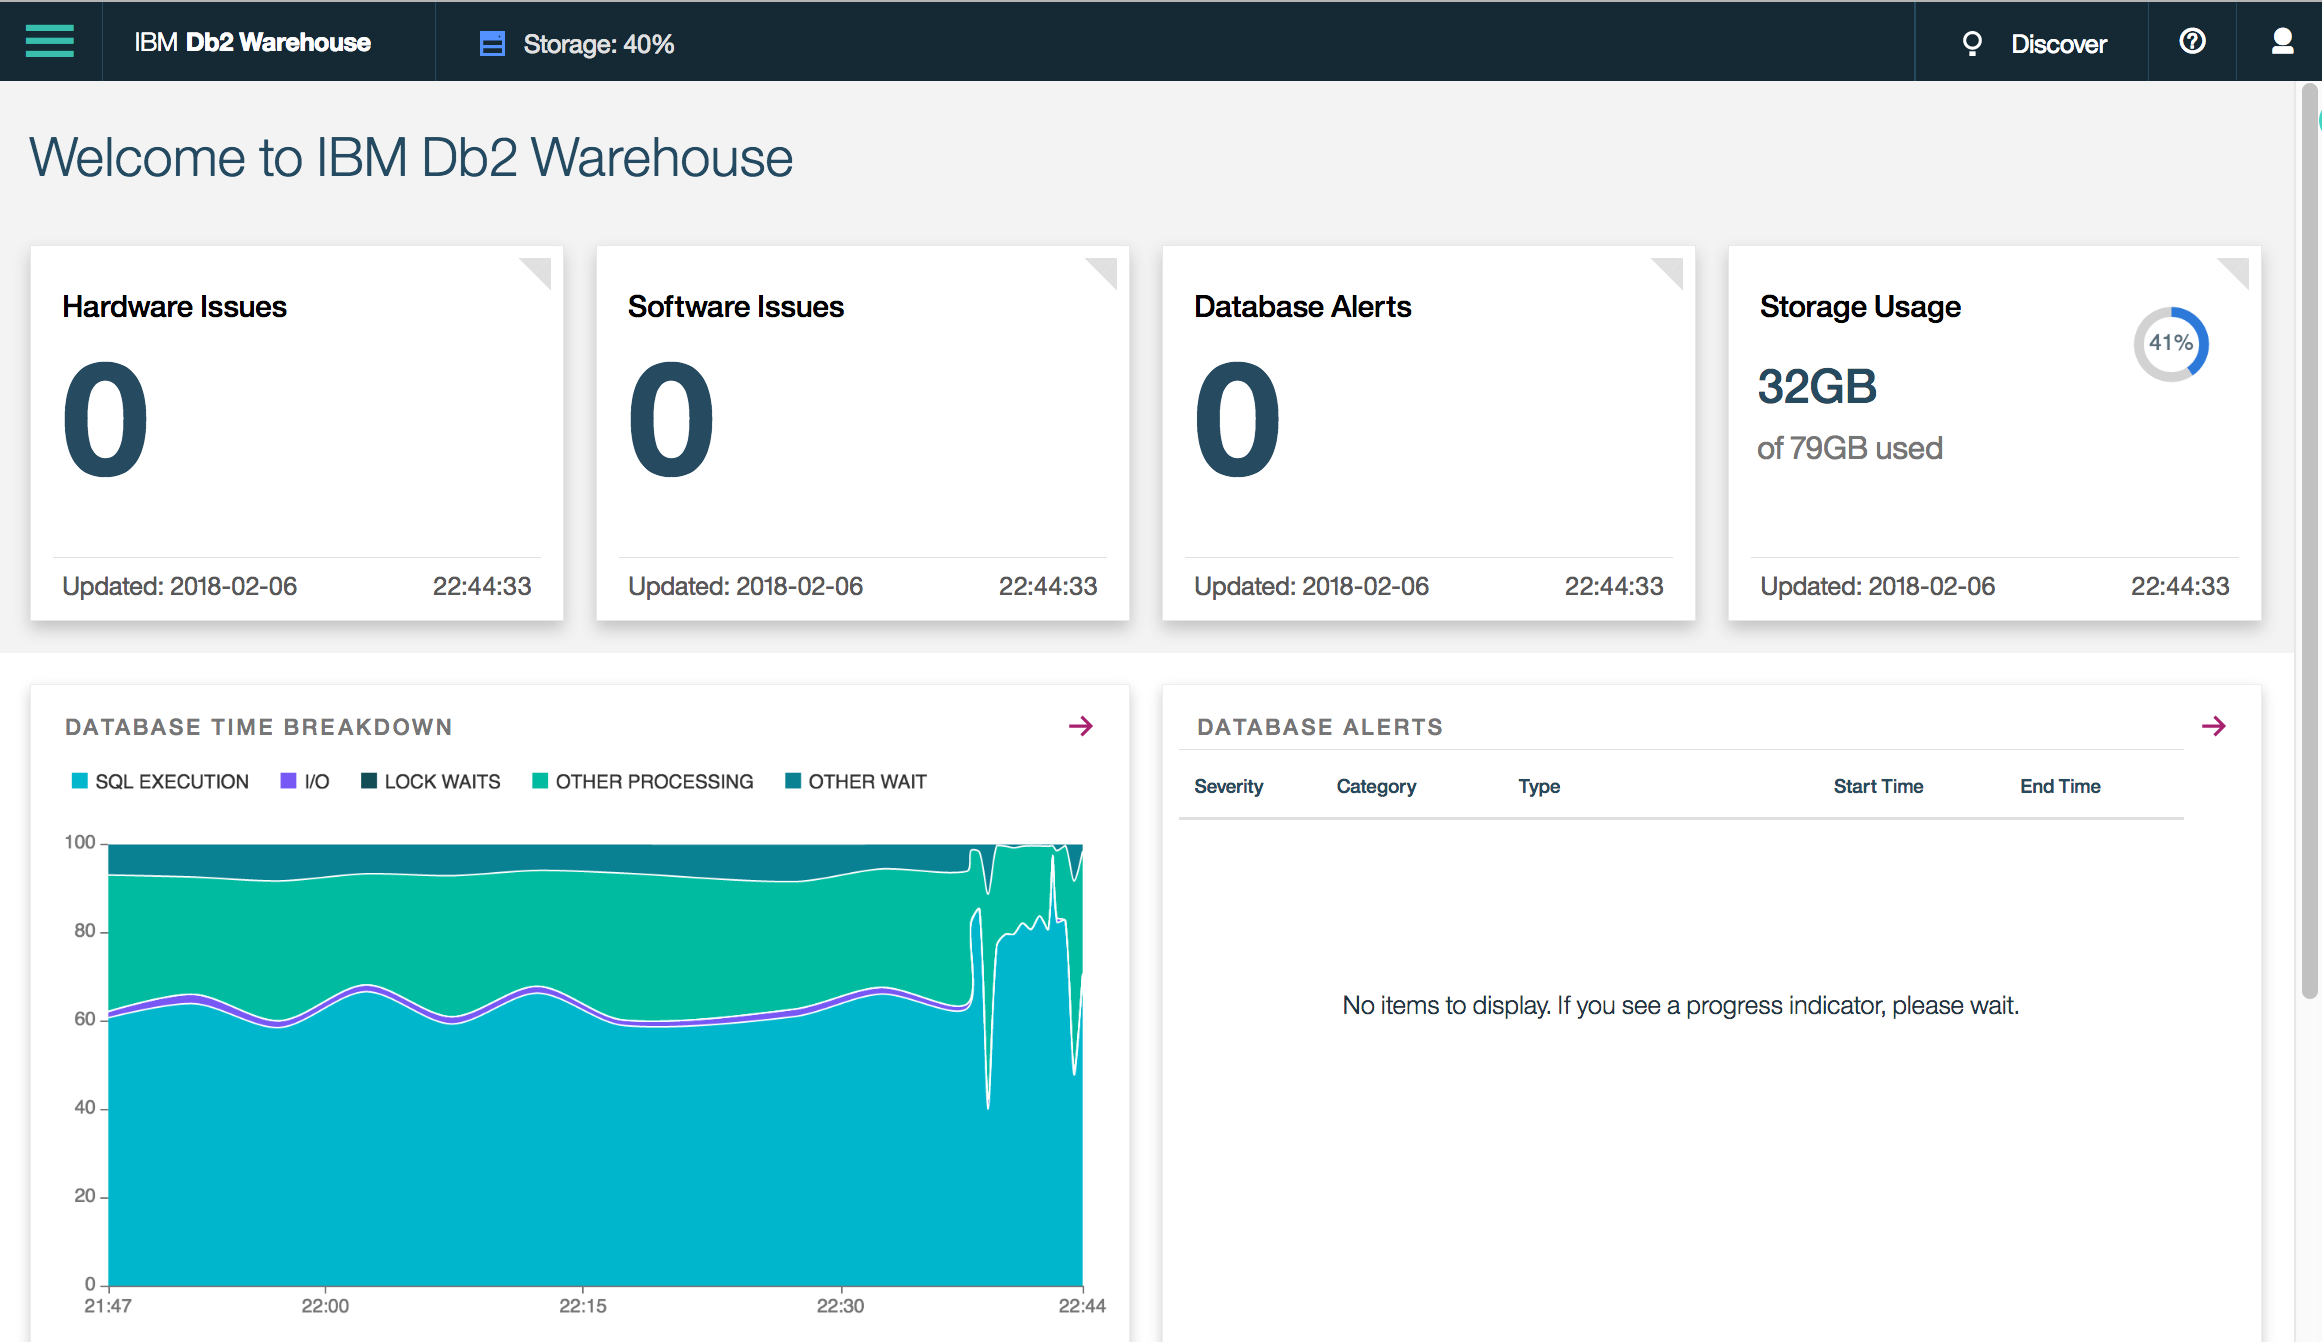 IBM Db2 Warehouse
Storage: 40%
Discover
?
Welcome to IBM Db2 Warehouse
Hardware Issues
0
Updated: 2018-02-06 22:44:33
Software Issues
0
Updated: 2018-02-06 22:44:33
Database Alerts
0
Updated: 2018-02-06 22:44:33
Storage Usage
41%
32GB
of 79GB used
Updated: 2018-02-06 22:44:33
DATABASE TIME BREAKDOWN
SQL EXECUTION I/O LOCK WAITS OTHER PROCESSING OTHER WAIT
100
80
60
40
20
0
21:47 22:00 22:15 22:30 22:44
DATABASE ALERTS
Severity Category Type Start Time End Time
No items to display. If you see a progress indicator, please wait.